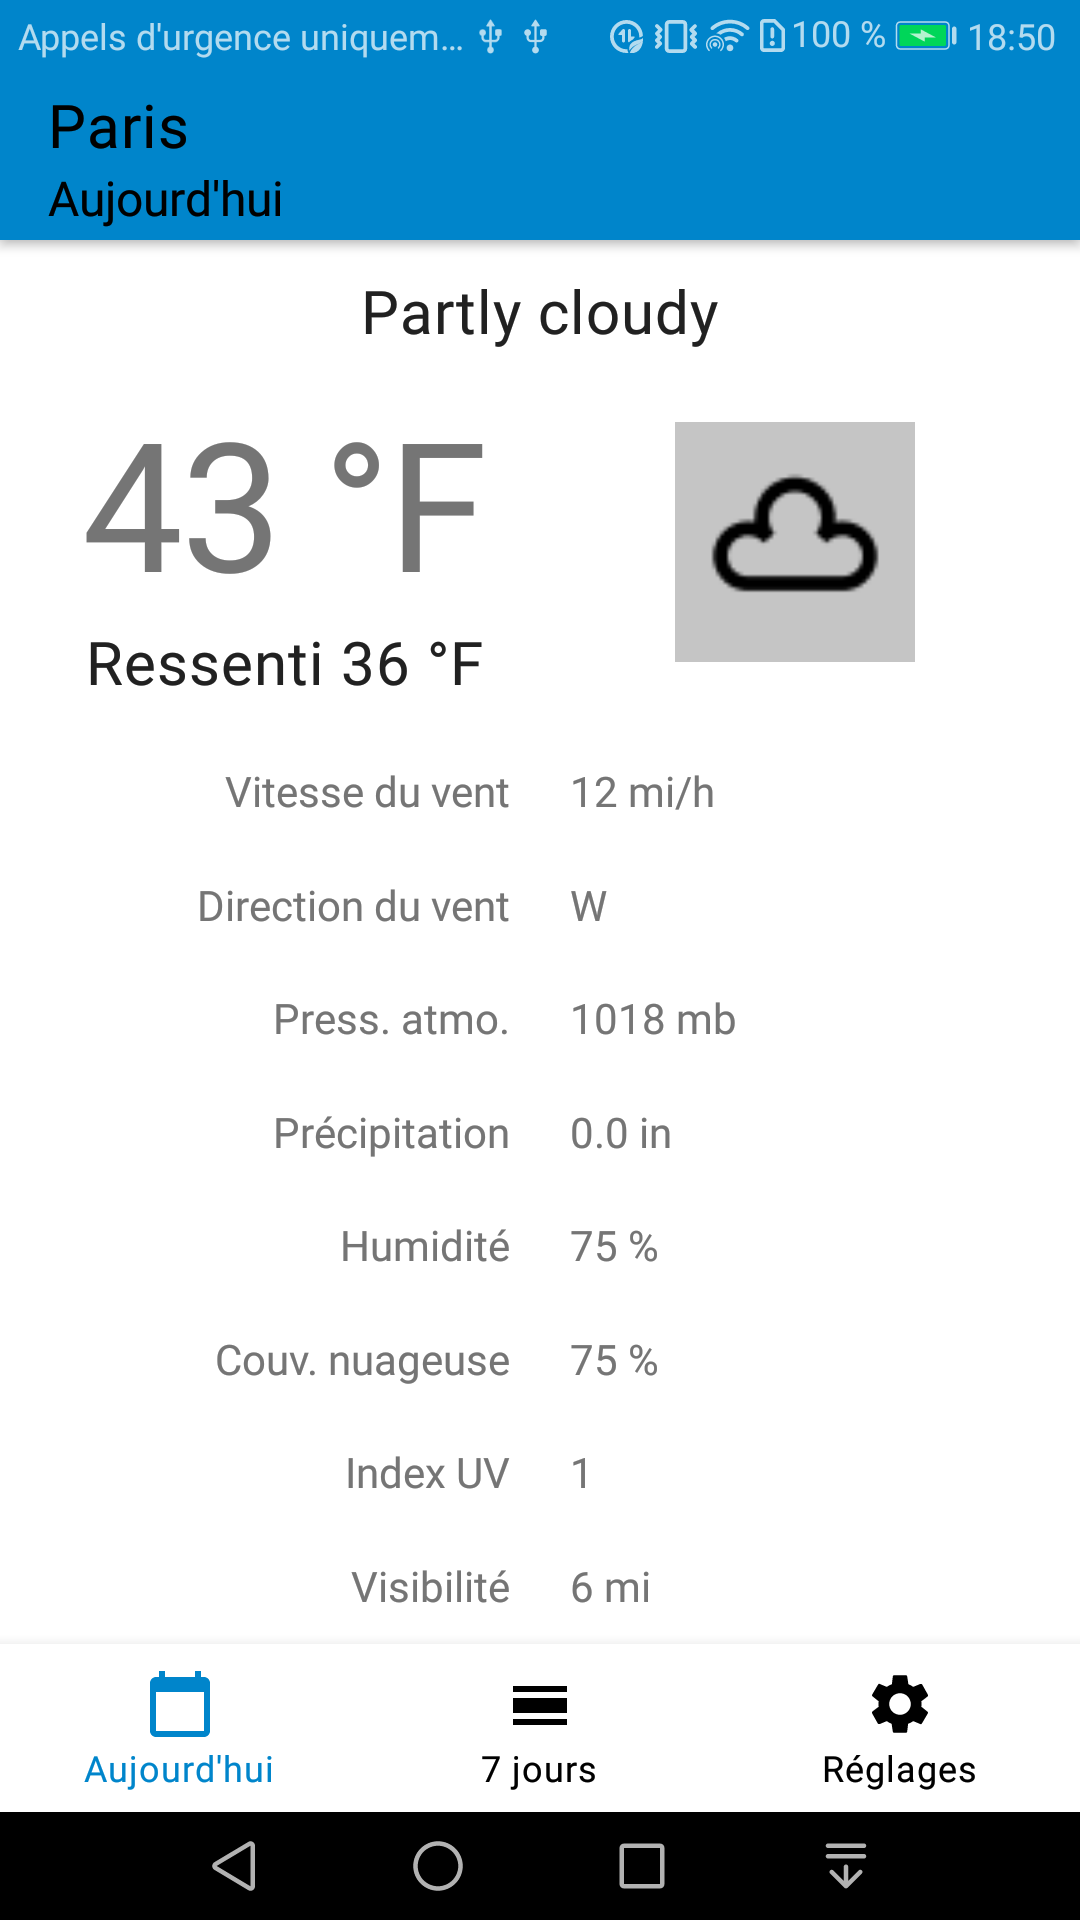 Appels d'urgence uniquem... 100 % 18:50
Paris
Aujourd'hui
Partly cloudy
43 °F
Ressenti 36 °F
Vitesse du vent 12 mi/h
Direction du vent W
Press. atmo. 1018 mb
Précipitation 0.0 in
Humidité 75 %
Couv. nuageuse 75 %
Index UV 1
Visibilité 6 mi
Aujourd'hui 7 jours Réglages